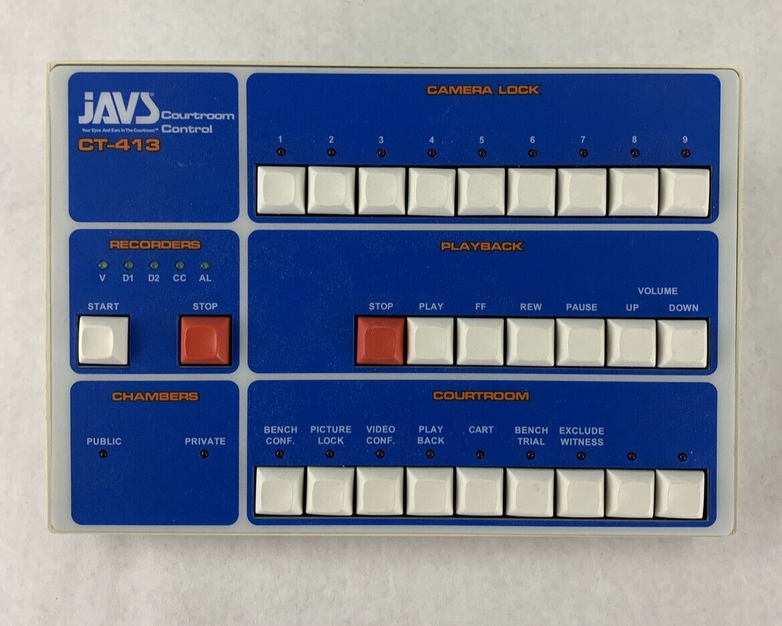 JAVS® Courtroom
Your Eyes And Ears In The Courtroom™ Control
CT-413
CAMERA LOCK
1 2 3 4 5 6 7 8 9
RECORDERS
V D1 D2 CC AL
START STOP
PLAYBACK
VOLUME
STOP PLAY FF REW PAUSE UP DOWN
CHAMBERS
PUBLIC PRIVATE
COURTROOM
BENCH PICTURE VIDEO PLAY CART BENCH EXCLUDE
CONF. LOCK CONF. BACK TRIAL WITNESS